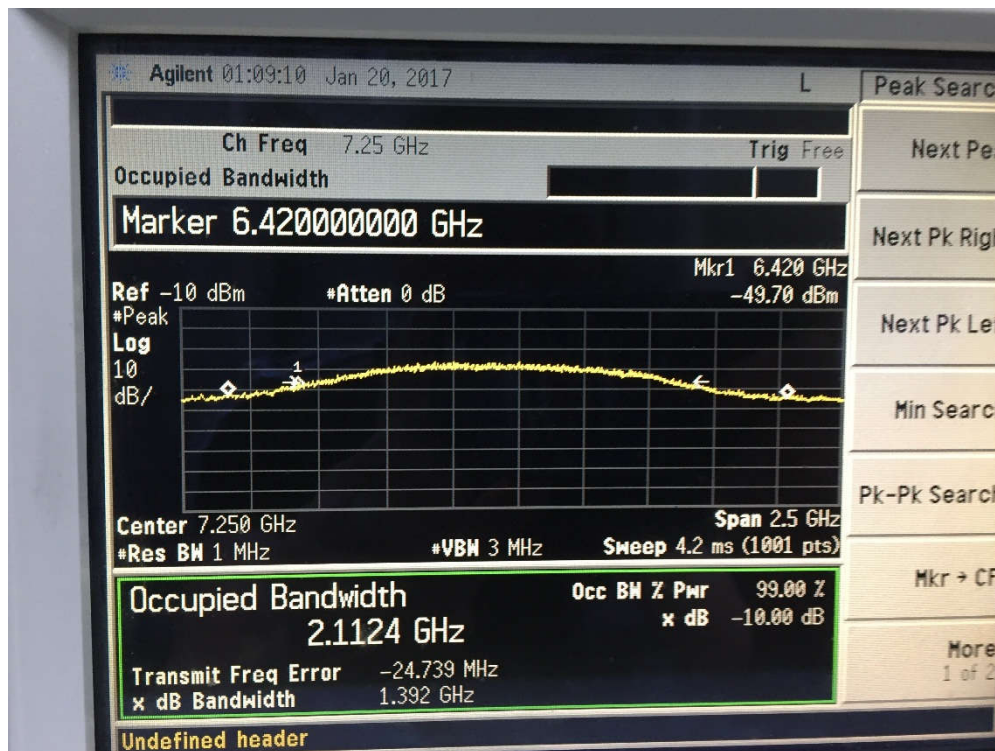 Agilent 01:09:10 Jan 20, 2017 L
Peak Searc
Ch Freq 7.25 GHz Trig Free
Occupied Bandwidth
Next Pe
Marker 6.420000000 GHz
Next Pk Righ
Mkr1 6.420 GHz
Ref -10 dBm #Atten 0 dB -49.70 dBm
#Peak
Log
10
dB/
1
Next Pk Le
Min Searc
Pk-Pk Search
Center 7.250 GHz Span 2.5 GHz
#Res BW 1 MHz #VBW 3 MHz Sweep 4.2 ms (1001 pts)
Mkr → CF
Occupied Bandwidth Occ BW % Pwr 99.00 %
2.1124 GHz x dB -10.00 dB
More
1 of 2
Transmit Freq Error -24.739 MHz
x dB Bandwidth 1.392 GHz
Undefined header